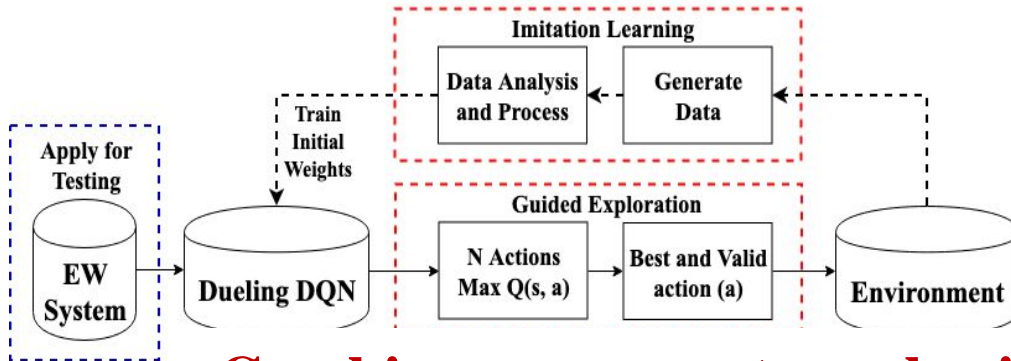 Imitation Learning
Data Analysis
and Process
Generate
Data
Train
Initial
Weights
Apply for
Testing
EW
System
Dueling DQN
Guided Exploration
N Actions
Max Q(s, a)
Best and Valid
action (a)
Environment